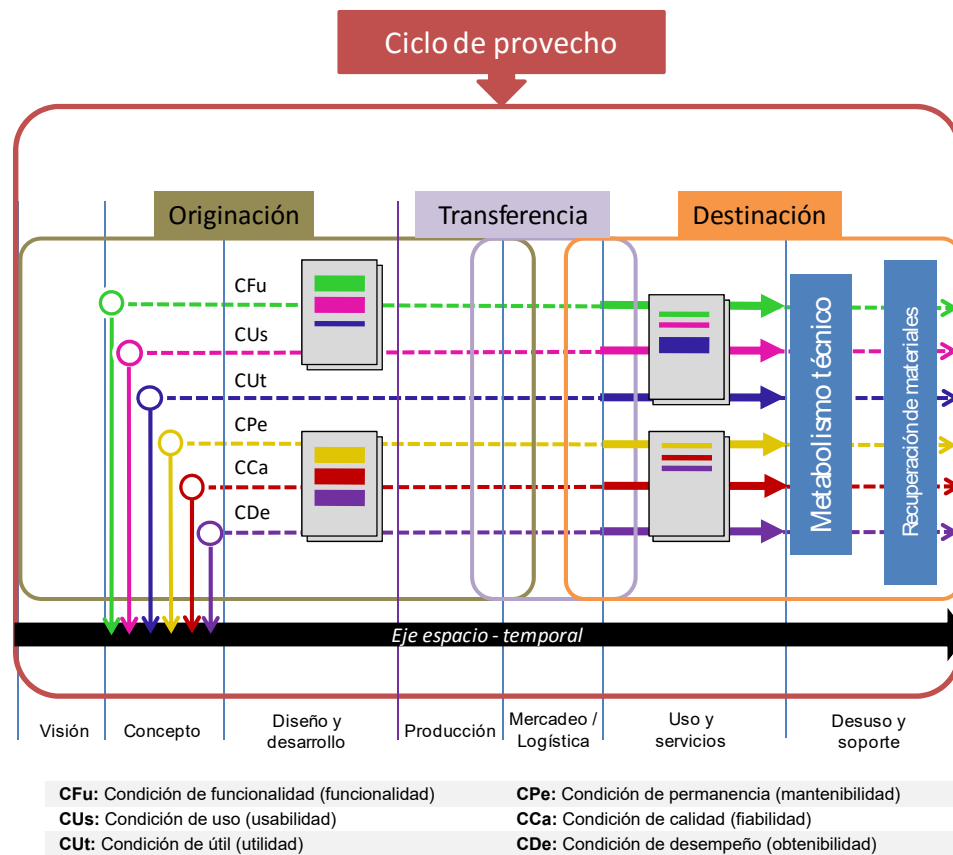 Ciclo de provecho
Originación
Transferencia
Destinación
CFu
CUs
CUt
CPe
CCa
CDe
Metabolismo técnico
Recuperación de materiales
Eje espacio - temporal
Visión
Concepto
Diseño y
desarrollo
Producción
Mercadeo /
Logística
Uso y
servicios
Desuso y
soporte
CFu: Condición de funcionalidad (funcionalidad)
CPe: Condición de permanencia (mantenibilidad)
CUs: Condición de uso (usabilidad)
CCa: Condición de calidad (fiabilidad)
CUt: Condición de útil (utilidad)
CDe: Condición de desempeño (obtenibilidad)